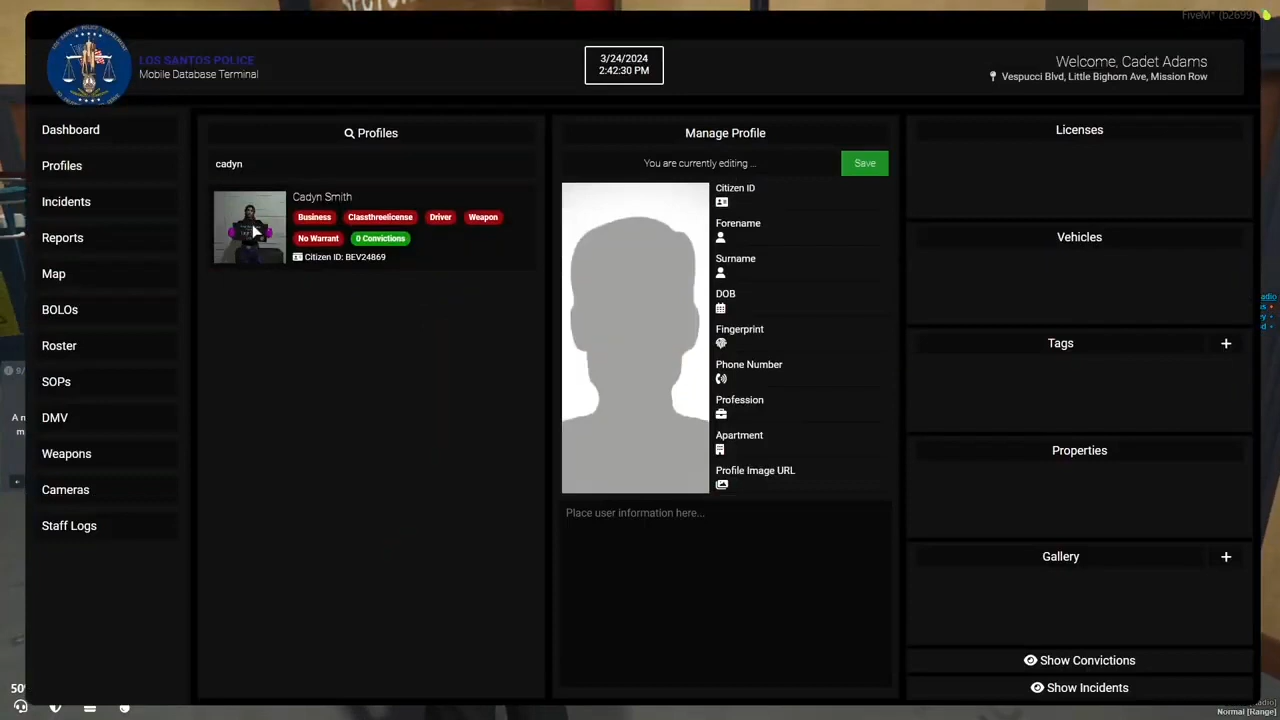 FiveM* (b2699)
LOS SANTOS POLICE
Mobile Database Terminal
3/24/2024
2:42:30 PM
Welcome, Cadet Adams
Vespucci Blvd, Little Bighorn Ave, Mission Row
Dashboard
Profiles
Incidents
Reports
Map
BOLOs
Roster
SOPs
DMV
Weapons
Cameras
Staff Logs
Profiles
cadyn
Cadyn Smith
Business Classthreelicense Driver Weapon
No Warrant 0 Convictions
Citizen ID: BEV24869
Manage Profile
You are currently editing ...
Save
Citizen ID
Forename
Surname
DOB
Fingerprint
Phone Number
Profession
Apartment
Profile Image URL
Place user information here...
Licenses
Vehicles
Tags +
Properties
Gallery +
Show Convictions
Show Incidents
Normal [Range]